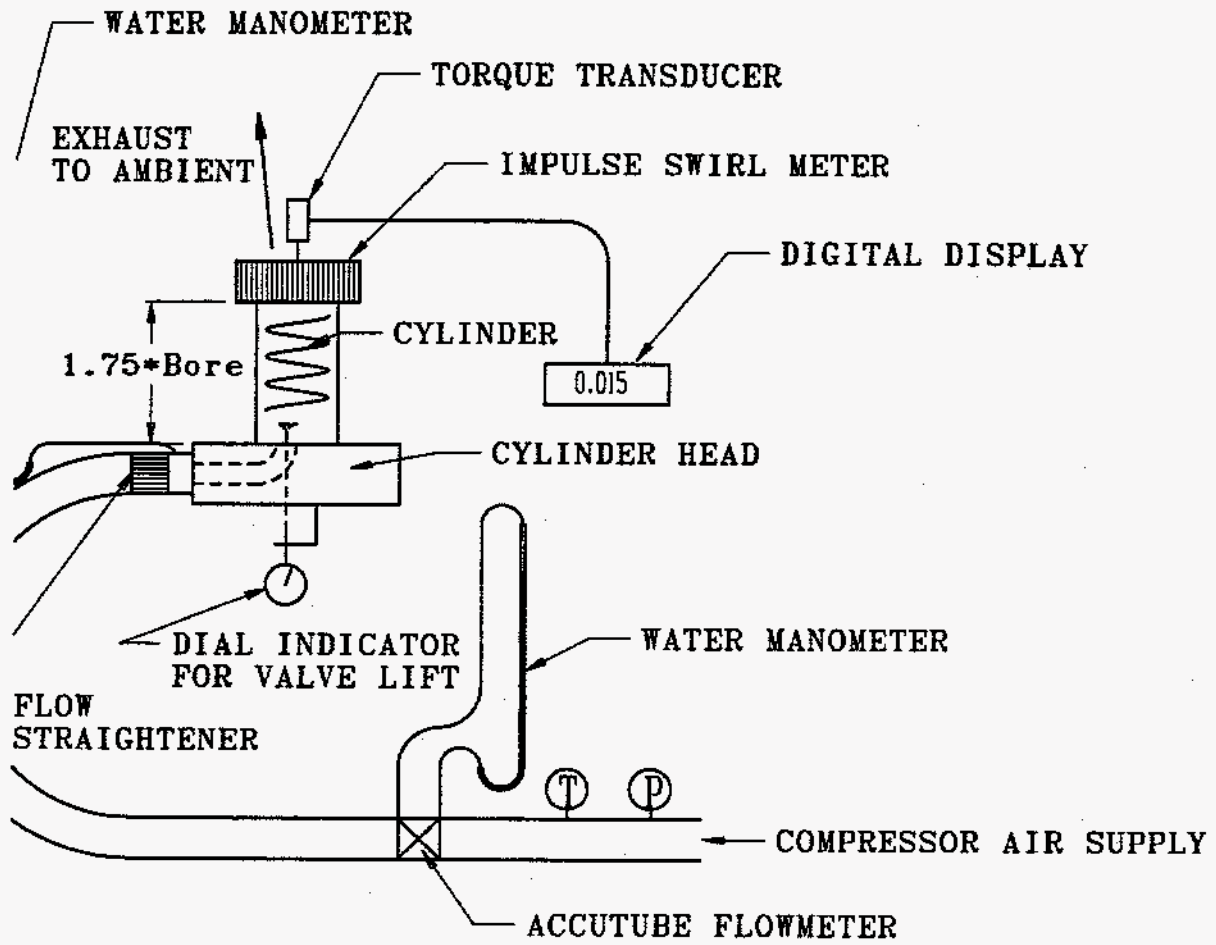 WATER MANOMETER
TORQUE TRANSDUCER
EXHAUST
TO AMBIENT
IMPULSE SWIRL METER
DIGITAL DISPLAY
CYLINDER
1.75*Bore
0.015
CYLINDER HEAD
WATER MANOMETER
DIAL INDICATOR
FOR VALVE LIFT
FLOW
STRAIGHTENER
T
P
COMPRESSOR AIR SUPPLY
ACCUTUBE FLOWMETER